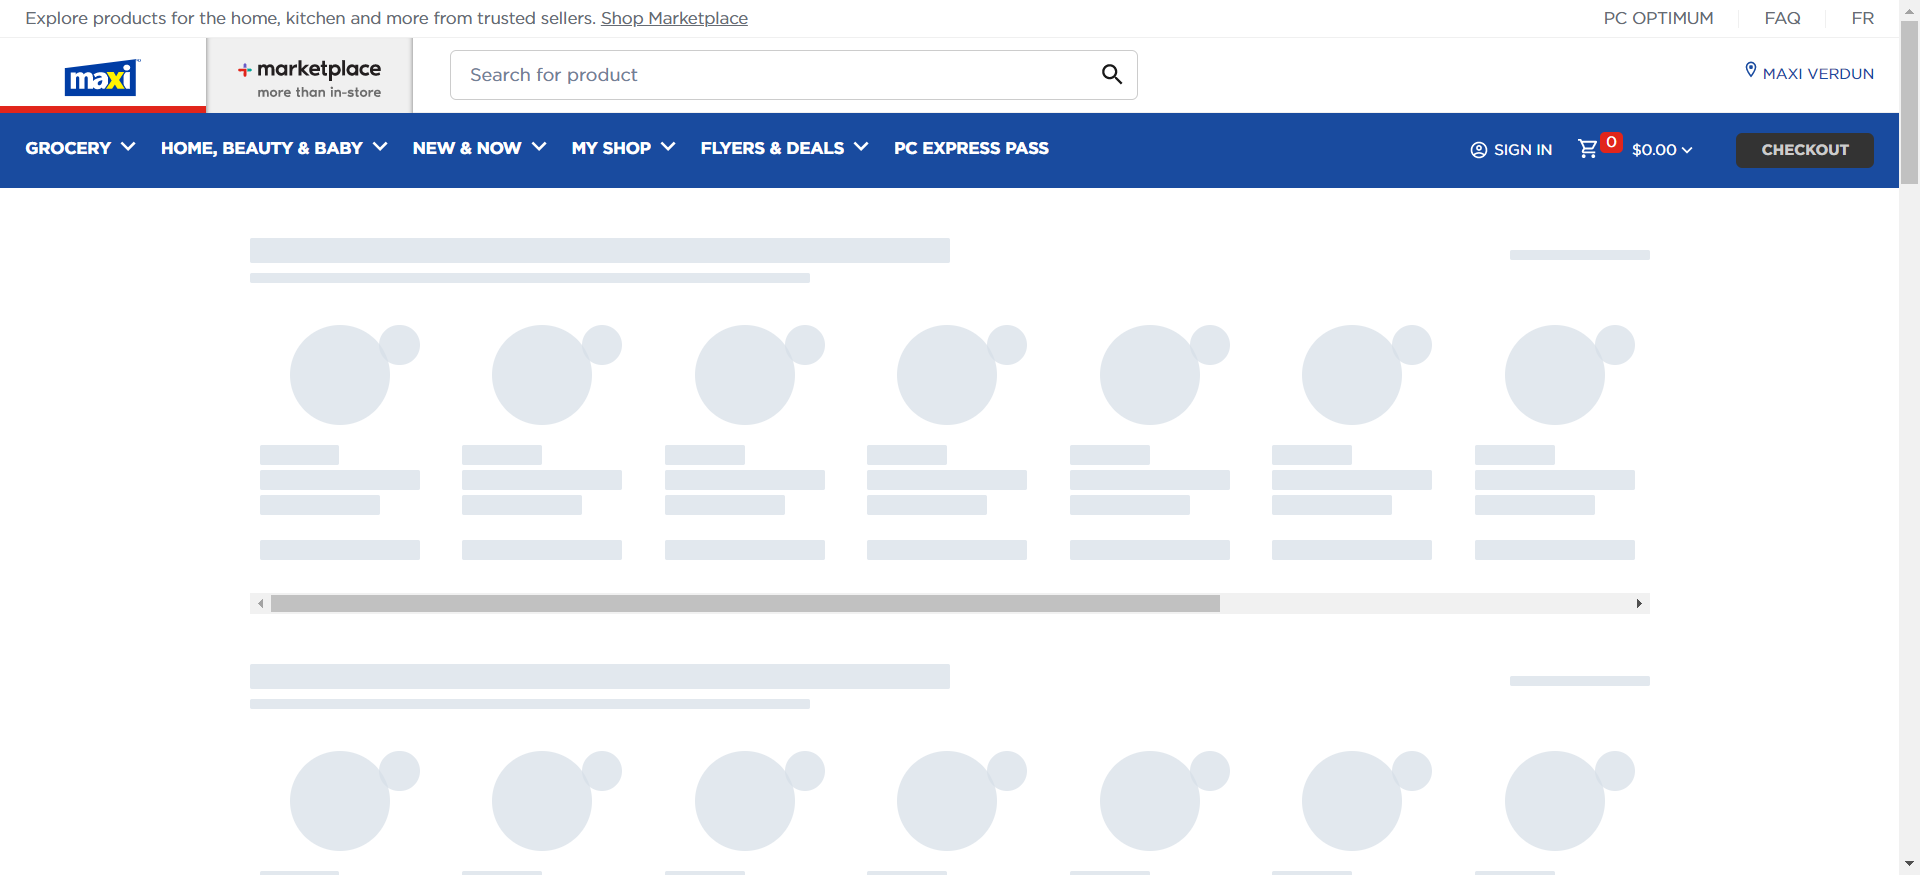 Explore products for the home, kitchen and more from trusted sellers. Shop Marketplace
PC OPTIMUM
FAQ
FR
maxi
marketplace
more than in-store
Search for product
MAXI VERDUN
GROCERY
HOME, BEAUTY & BABY
NEW & NOW
MY SHOP
FLYERS & DEALS
PC EXPRESS PASS
SIGN IN
0
$0.00
CHECKOUT